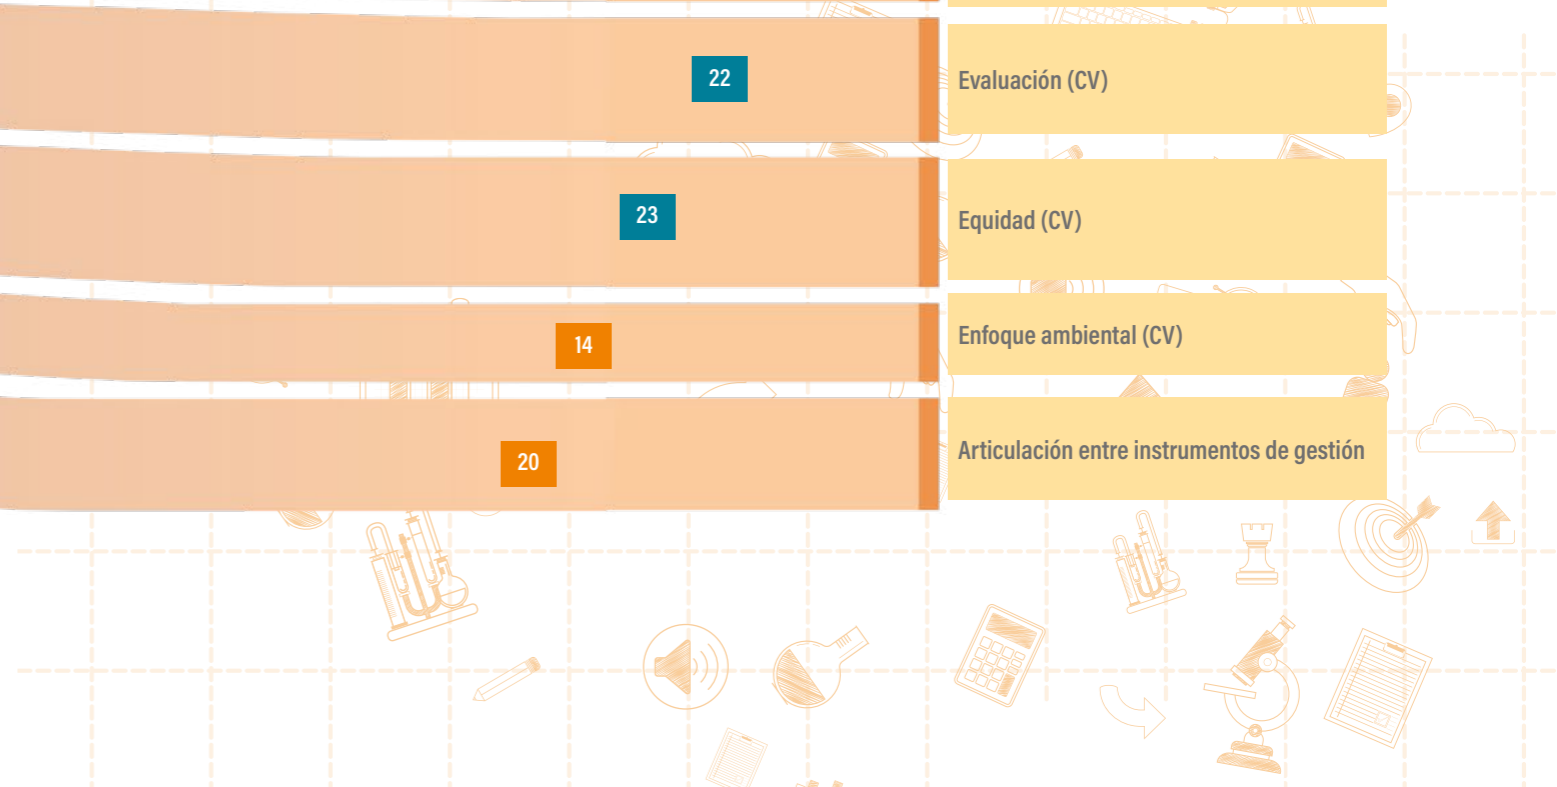 22
Evaluación (CV)
23
Equidad (CV)
14
Enfoque ambiental (CV)
20
Articulación entre instrumentos de gestión